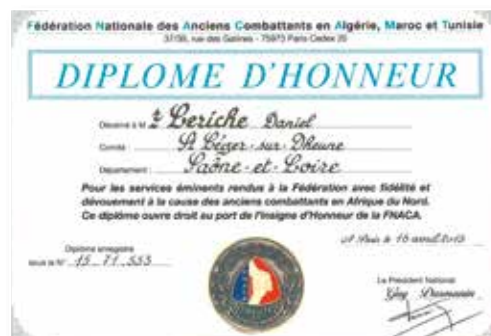 Fédération Nationale des Anciens Combattants en Algérie, Maroc et Tunisie
37/39, rue des Gatines - 75973 Paris Cedex 20
DIPLOME D'HONNEUR
Décerné à M. Leriche Daniel
Comité St Léger-sur-Dheune
Département Saône-et-Loire
Pour les services éminents rendus à la Fédération avec fidélité et
dévouement à la cause des anciens combattants en Afrique du Nord.
Ce diplôme ouvre droit au port de l'Insigne d'Honneur de la FNACA.
A Paris le 16 avril
Diplôme enregistré
sous le N° 15_71_553
Le Président National
Guy Darmanin